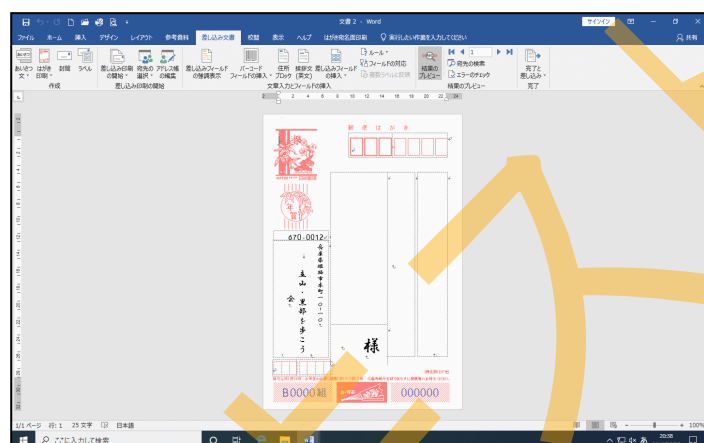 文書 2 - Word
サインイン
ファイル ホーム 挿入 デザイン レイアウト 参考資料 差し込み文書 校閲 表示 ヘルプ はがき宛名面印刷 実行したい作業を入力してください 共有
あいさつ文 はがき印刷 封筒 ラベル 差し込み印刷の開始 宛先の選択 アドレス帳の編集 差し込みフィールドの強調表示 バーコードフィールドの挿入 住所ブロック 挨拶文(英文) 差し込みフィールドの挿入 ルール フィールドの対応 複数ラベルに反映 結果のプレビュー 1 宛先の検索 エラーのチェック 完了と差し込み
作成 差し込み印刷の開始 文章入力とフィールドの挿入 結果のプレビュー 完了
郵便はがき
年賀
670-0012
兵庫県姫路市本町一〇-一〇
立山・黒部を歩こう会
様
B0000組
000000
1/1 ページ 行: 1 25 文字 日本語
100%
ここに入力して検索
あ 20:38